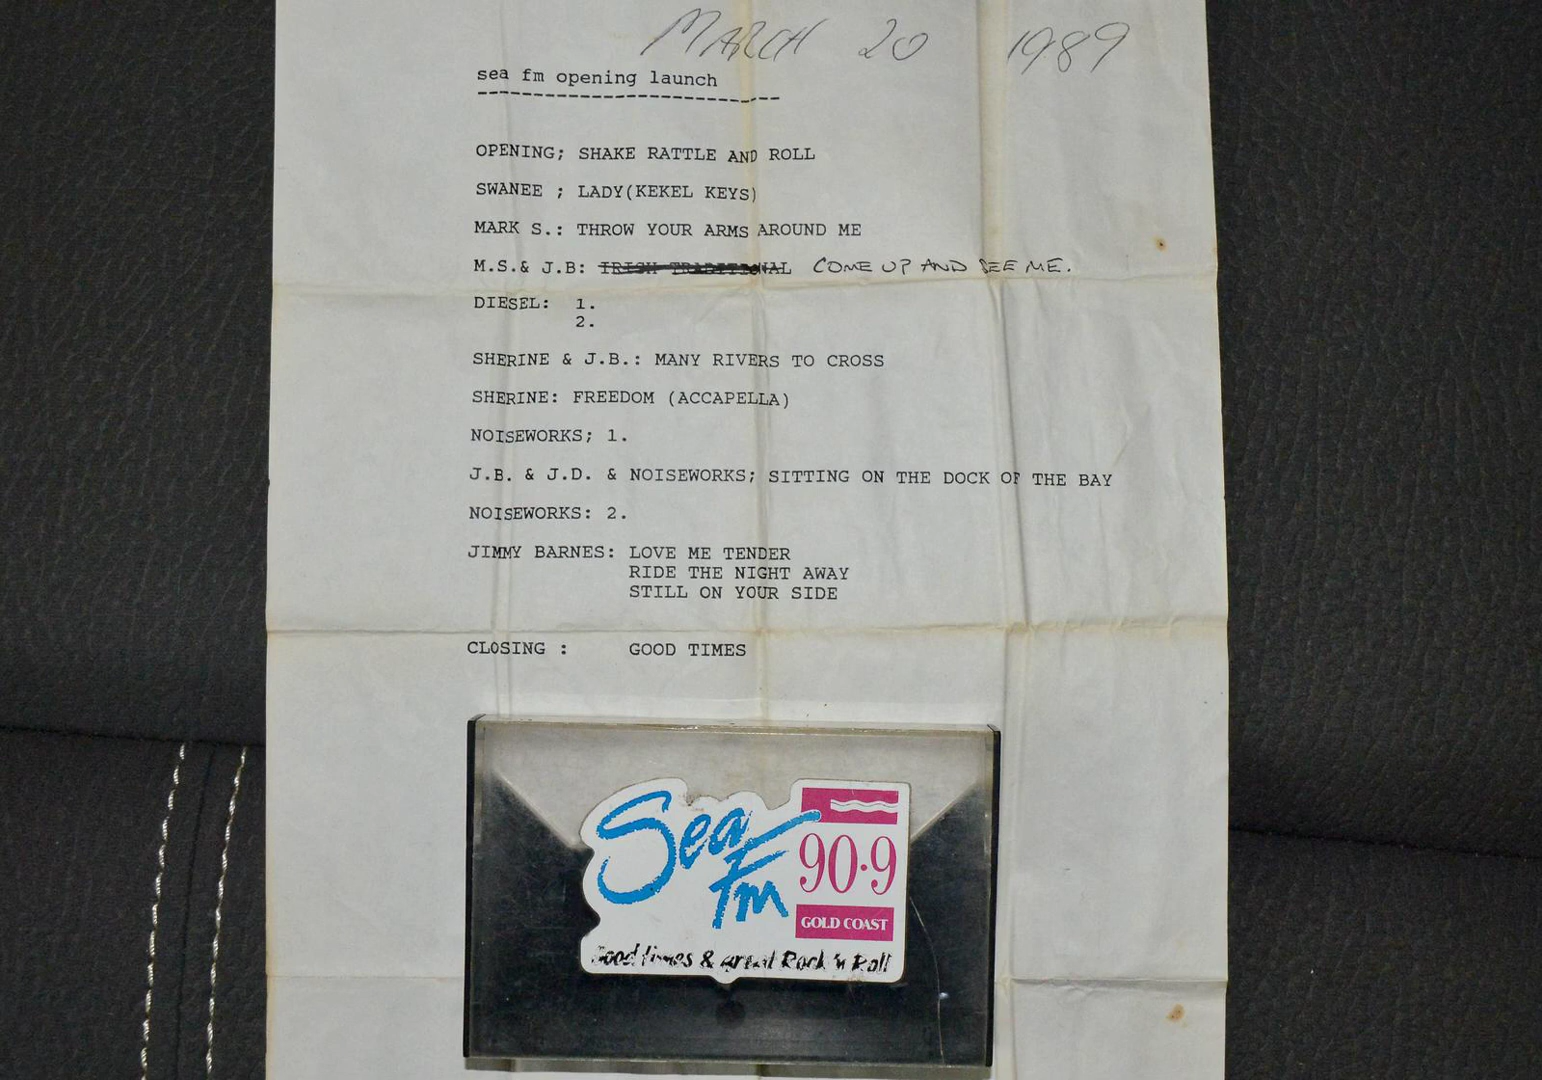 MARCH 20 1989
sea fm opening launch
OPENING; SHAKE RATTLE AND ROLL
SWANEE ; LADY(KEKEL KEYS)
MARK S.: THROW YOUR ARMS AROUND ME
M.S.& J.B: IRISH TRADITIONAL COME UP AND SEE ME.
DIESEL: 1.
2.
SHERINE & J.B.: MANY RIVERS TO CROSS
SHERINE: FREEDOM (ACCAPELLA)
NOISEWORKS; 1.
J.B. & J.D. & NOISEWORKS; SITTING ON THE DOCK OF THE BAY
NOISEWORKS: 2.
JIMMY BARNES: LOVE ME TENDER
RIDE THE NIGHT AWAY
STILL ON YOUR SIDE
CLOSING : GOOD TIMES
Sea
Fm
90.9
GOLD COAST
Good times & great Rock 'n Roll